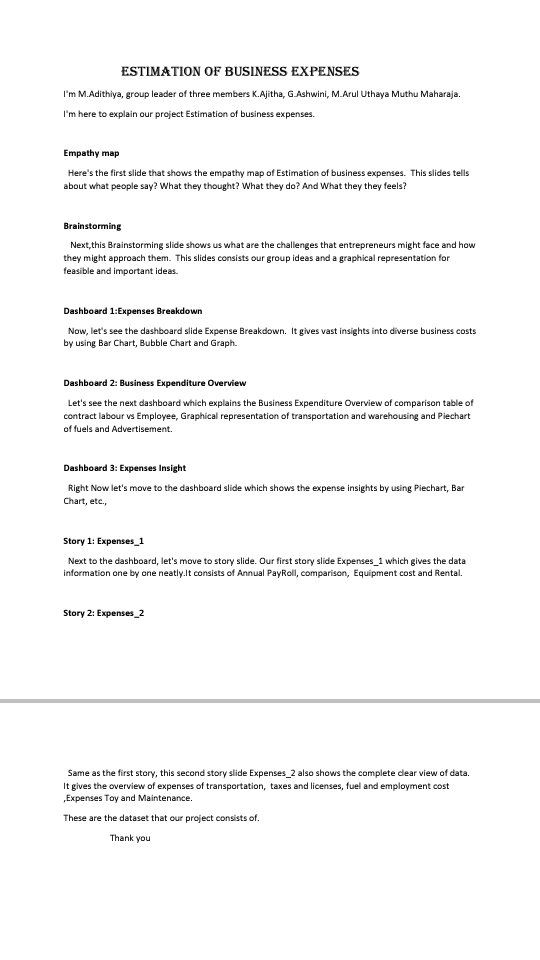 ESTIMATION OF BUSINESS EXPENSES
I'm M.Adithiya, group leader of three members K.Ajitha, G.Ashwini, M.Arul Uthaya Muthu Maharaja.
I'm here to explain our project Estimation of business expenses.
Empathy map
Here's the first slide that shows the empathy map of Estimation of business expenses. This slides tells
about what people say? What they thought? What they do? And What they they feels?
Brainstorming
Next,this Brainstorming slide shows us what are the challenges that entrepreneurs might face and how
they might approach them. This slides consists our group ideas and a graphical representation for
feasible and important ideas.
Dashboard 1:Expenses Breakdown
Now, let's see the dashboard slide Expense Breakdown. It gives vast insights into diverse business costs
by using Bar Chart, Bubble Chart and Graph.
Dashboard 2: Business Expenditure Overview
Let's see the next dashboard which explains the Business Expenditure Overview of comparison table of
contract labour vs Employee, Graphical representation of transportation and warehousing and Piechart
of fuels and Advertisement.
Dashboard 3: Expenses Insight
Right Now let's move to the dashboard slide which shows the expense insights by using Piechart, Bar
Chart, etc.,
Story 1: Expenses_1
Next to the dashboard, let's move to story slide. Our first story slide Expenses_1 which gives the data
information one by one neatly.It consists of Annual PayRoll, comparison, Equipment cost and Rental.
Story 2: Expenses_2
Same as the first story, this second story slide Expenses_2 also shows the complete clear view of data.
It gives the overview of expenses of transportation, taxes and licenses, fuel and employment cost
,Expenses Toy and Maintenance.
These are the dataset that our project consists of.
Thank you